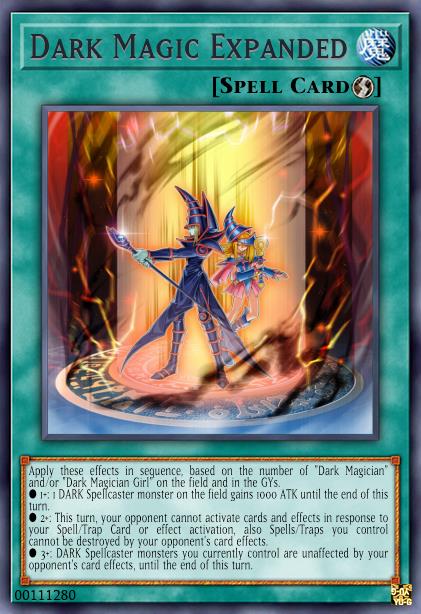 DARK MAGIC EXPANDED
魔
[SPELL CARD]
Apply these effects in sequence, based on the number of "Dark Magician"
and/or "Dark Magician Girl" on the field and in the GYs.
● 1+: 1 DARK Spellcaster monster on the field gains 1000 ATK until the end of this
turn.
● 2+: This turn, your opponent cannot activate cards and effects in response to
your Spell/Trap Card or effect activation, also Spells/Traps you control
cannot be destroyed by your opponent's card effects.
● 3+: DARK Spellcaster monsters you currently control are unaffected by your
opponent's card effects, until the end of this turn.
00111280